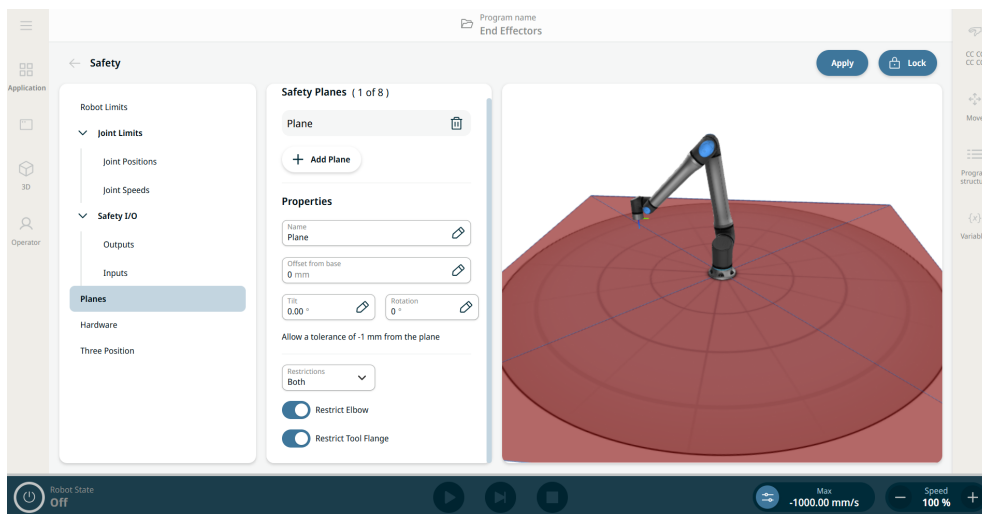 Program name
End Effectors
Safety
Apply
Lock
Application
3D
Operator
Robot Limits
Joint Limits
Joint Positions
Joint Speeds
Safety I/O
Outputs
Inputs
Planes
Hardware
Three Position
Safety Planes ( 1 of 8 )
Plane
+ Add Plane
Properties
Name
Plane
Offset from base
0 mm
Tilt
0.00 °
Rotation
0 °
Allow a tolerance of -1 mm from the plane
Restrictions
Both
Restrict Elbow
Restrict Tool Flange
Move
Robot State
Off
Max
-1000.00 mm/s
Speed
100 %